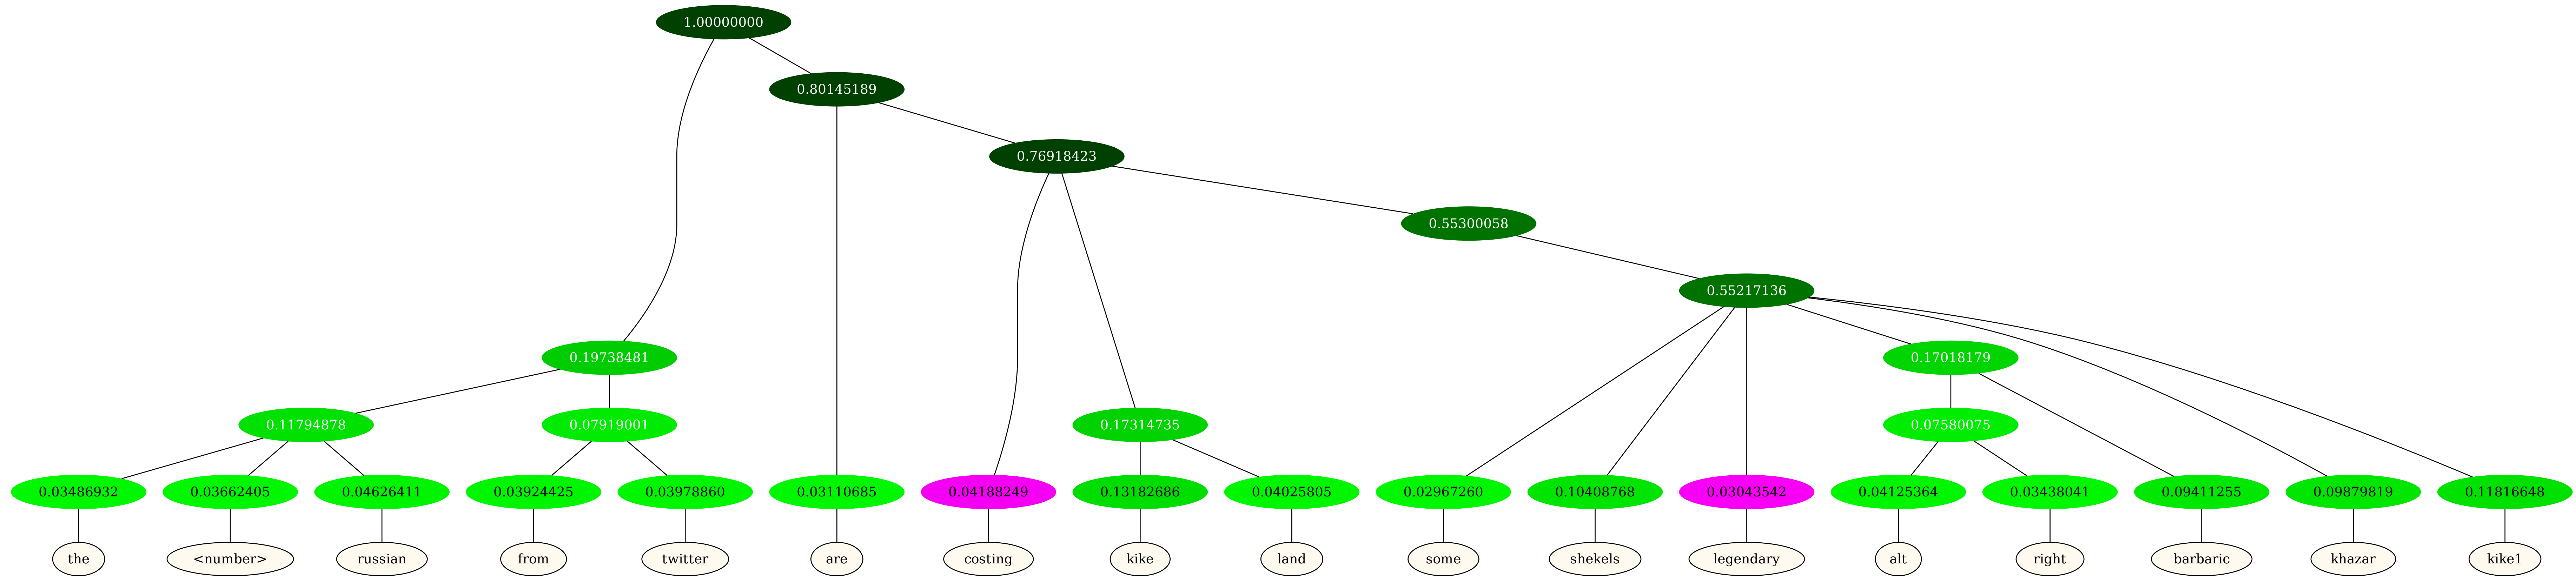 1.00000000
0.80145189
0.76918423
0.55300058
0.55217136
0.19738481 0.17018179
0.11794878 0.07919001 0.17314735 0.07580075
0.03486932 0.03662405 0.04626411 0.03924425 0.03978860 0.03110685 0.04188249 0.13182686 0.04025805 0.02967260 0.10408768 0.03043542 0.04125364 0.03438041 0.09411255 0.09879819 0.11816648
the <number> russian from twitter are costing kike land some shekels legendary alt right barbaric khazar kike1